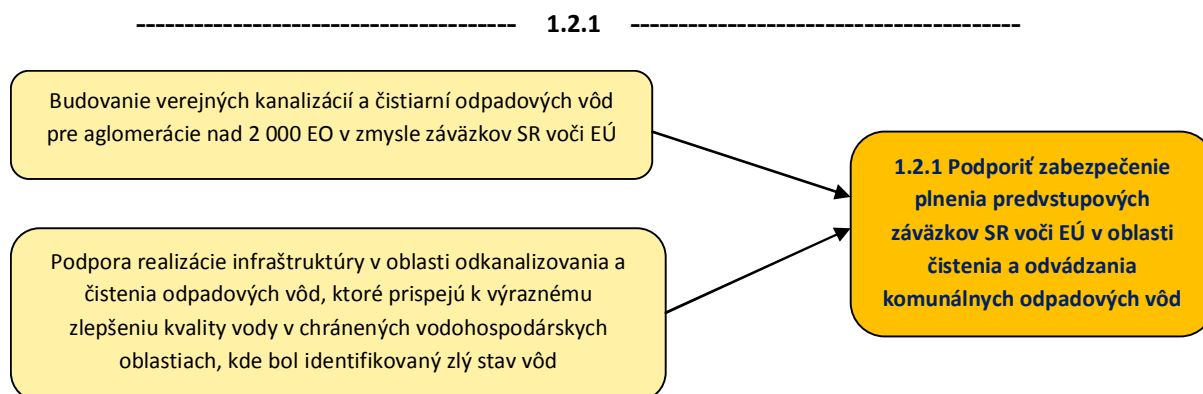 --------------------------------------- 1.2.1 ----------------------------------------
Budovanie verejných kanalizácií a čistiarní odpadových vôd
pre aglomerácie nad 2 000 EO v zmysle záväzkov SR voči EÚ
Podpora realizácie infraštruktúry v oblasti odkanalizovania a
čistenia odpadových vôd, ktoré prispejú k výraznému
zlepšeniu kvality vody v chránených vodohospodárskych
oblastiach, kde bol identifikovaný zlý stav vôd
1.2.1 Podporiť zabezpečenie
plnenia predvstupových
záväzkov SR voči EÚ v oblasti
čistenia a odvádzania
komunálnych odpadových vôd